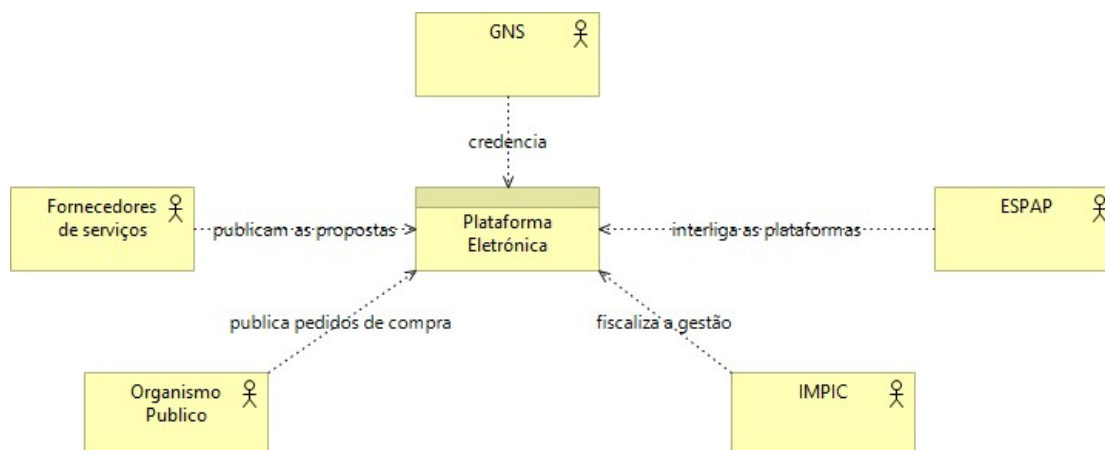 GNS
credencia
Fornecedores
de serviços
publicam as propostas
Plataforma
Eletrónica
interliga as plataformas
ESPAP
publica pedidos de compra
fiscaliza a gestão
Organismo
Publico
IMPIC